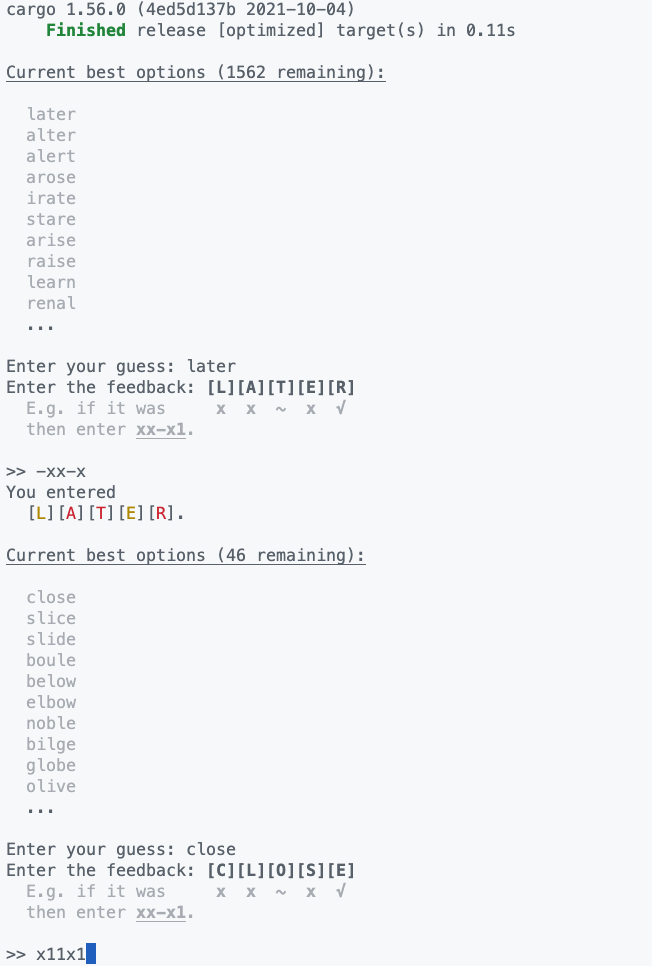 cargo 1.56.0 (4ed5d137b 2021-10-04)
    Finished release [optimized] target(s) in 0.11s
Current best options (1562 remaining):
  later
  alter
  alert
  arose
  irate
  stare
  arise
  raise
  learn
  renal
  ...
Enter your guess: later
Enter the feedback: [L][A][T][E][R]
  E.g. if it was     x  x  ~  x  √
  then enter xx-x1.
>> -xx-x
You entered
  [L][A][T][E][R].
Current best options (46 remaining):
  close
  slice
  slide
  boule
  below
  elbow
  noble
  bilge
  globe
  olive
  ...
Enter your guess: close
Enter the feedback: [C][L][O][S][E]
  E.g. if it was     x  x  ~  x  √
  then enter xx-x1.
>> x11x1